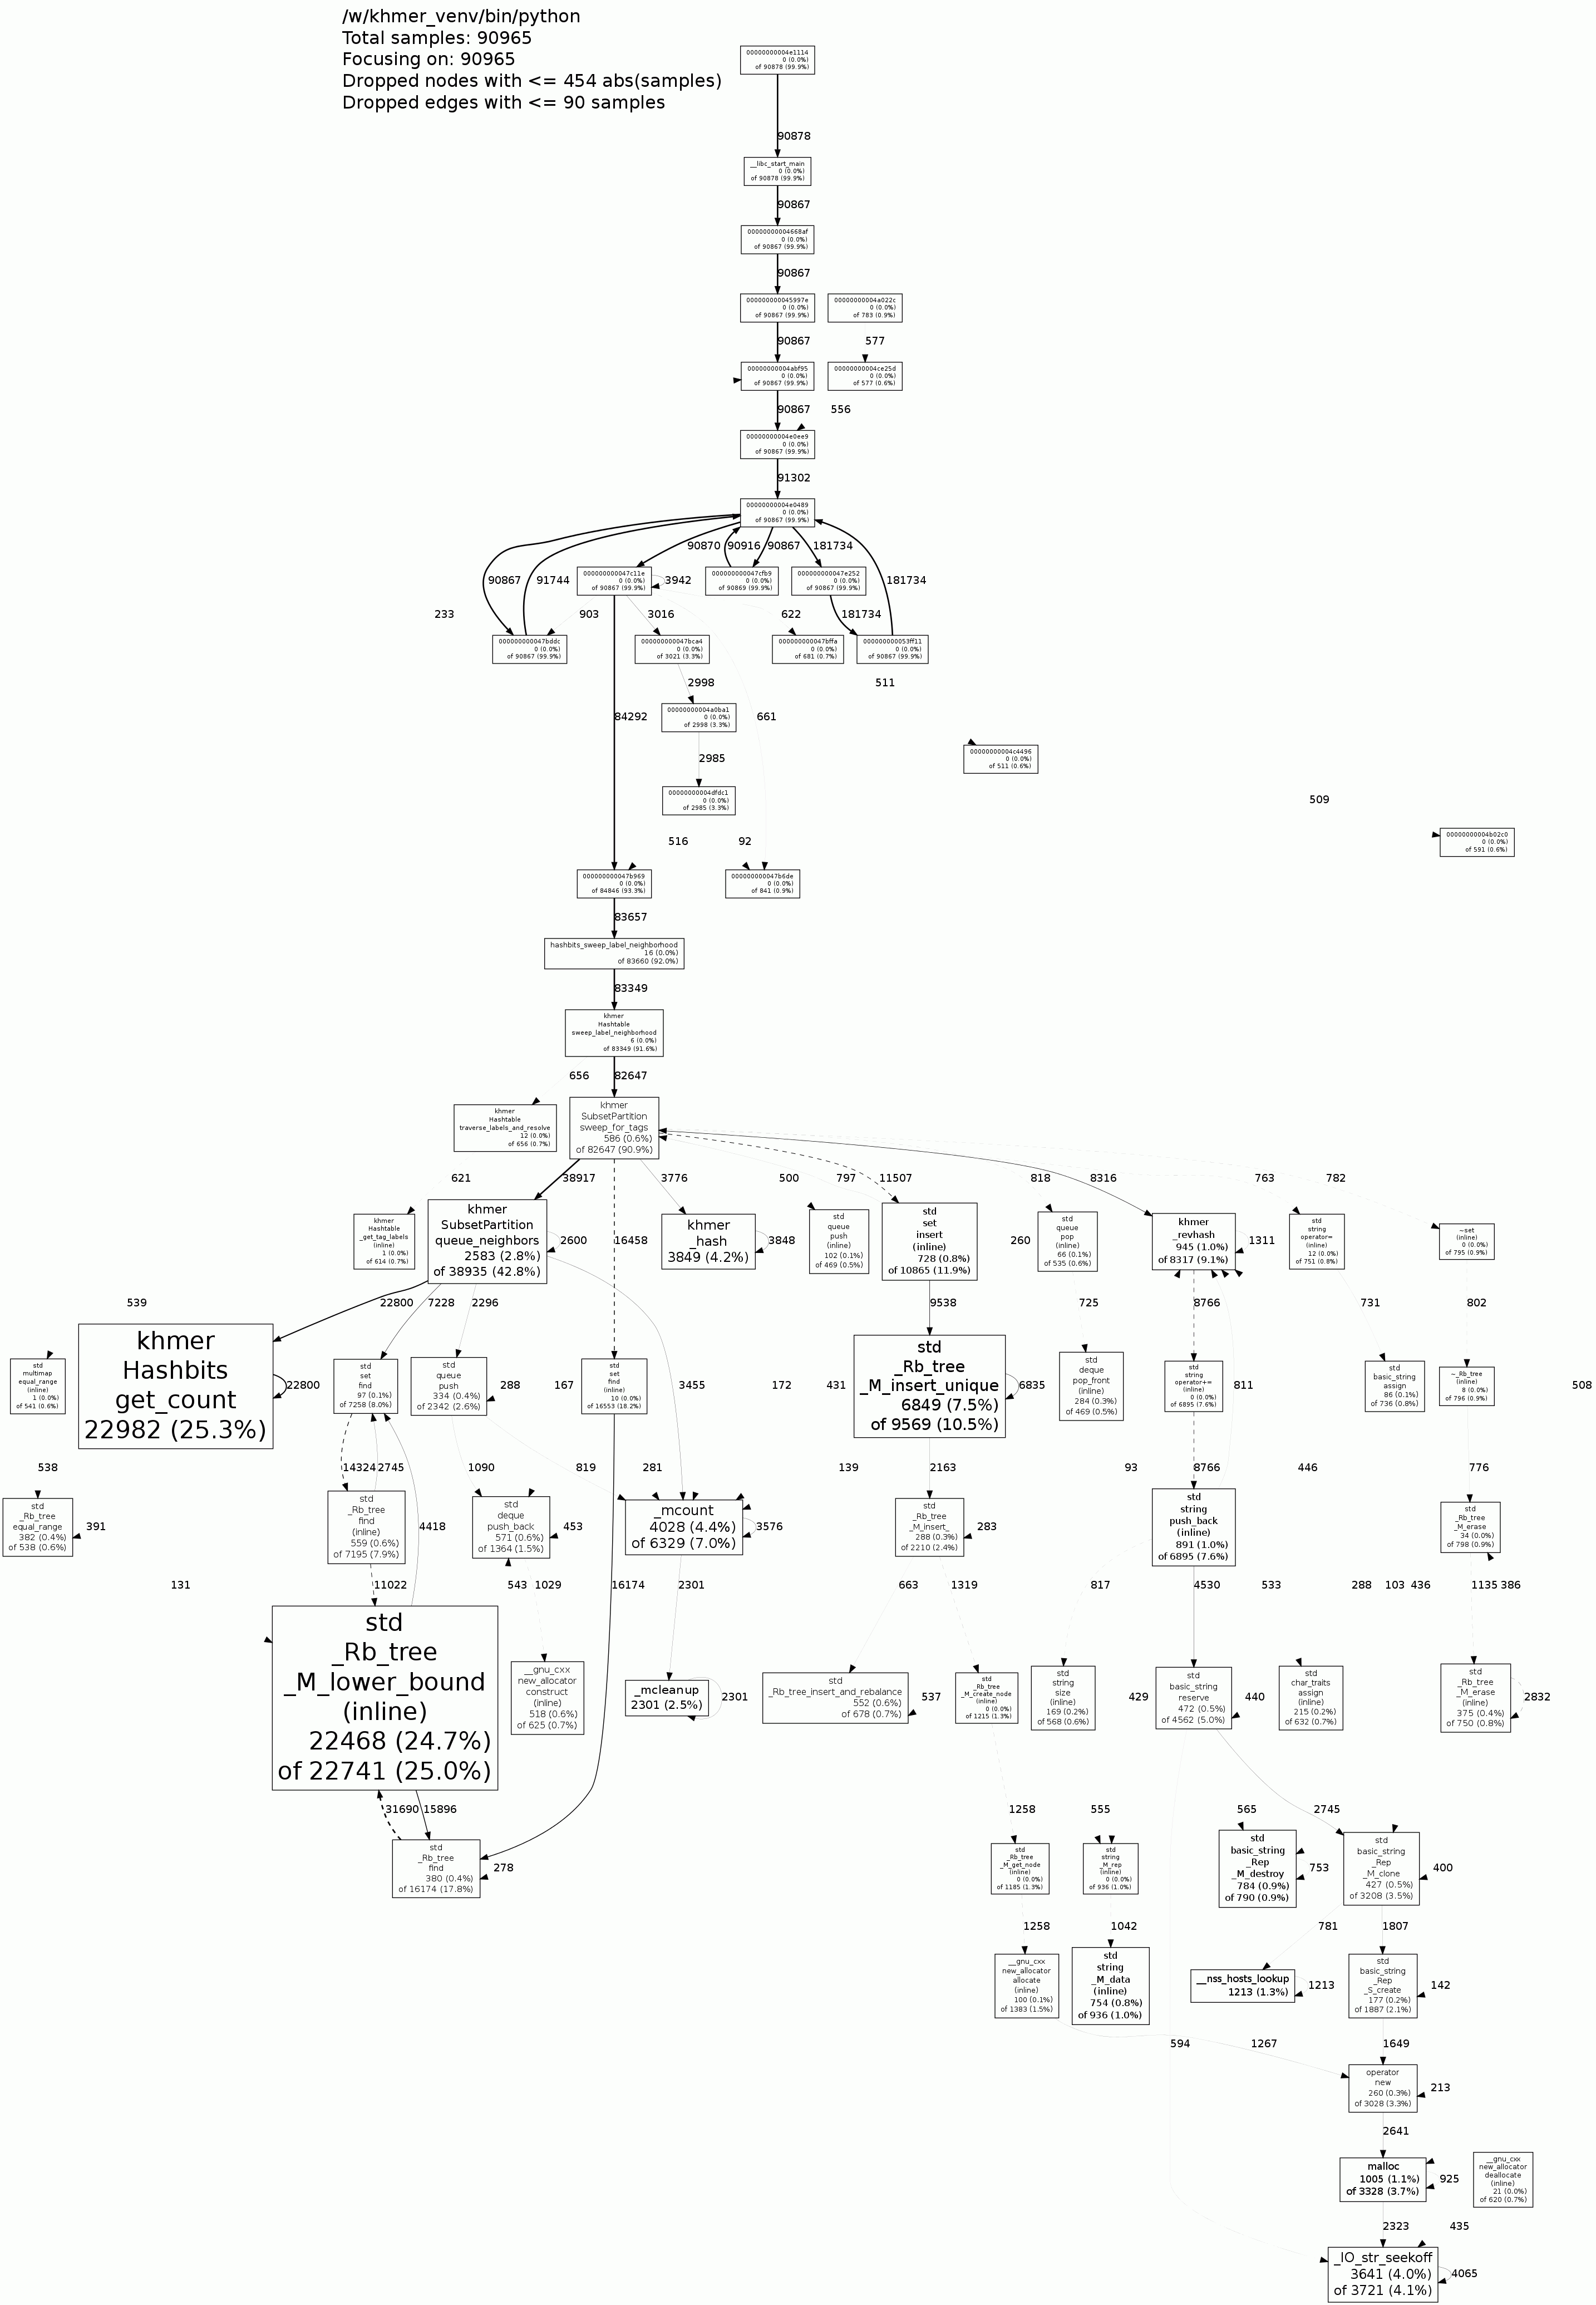 /w/khmer_venv/bin/python
Total samples: 90965
Focusing on: 90965
Dropped nodes with <= 454 abs(samples)
Dropped edges with <= 90 samples
00000000004e1114
0 (0.0%)
of 90878 (99.9%)
90878
__libc_start_main
0 (0.0%)
of 90878 (99.9%)
90867
00000000004668af
0 (0.0%)
of 90867 (99.9%)
90867
000000000045997e
0 (0.0%)
of 90867 (99.9%)
00000000004a022c
0 (0.0%)
of 783 (0.9%)
90867
577
00000000004abf95
0 (0.0%)
of 90867 (99.9%)
00000000004ce25d
0 (0.0%)
of 577 (0.6%)
90867
556
00000000004e0ee9
0 (0.0%)
of 90867 (99.9%)
91302
00000000004e0489
0 (0.0%)
of 90867 (99.9%)
90870
90916
90867
181734
90867
91744
000000000047c11e
0 (0.0%)
of 90867 (99.9%)
3942
000000000047cfb9
0 (0.0%)
of 90869 (99.9%)
000000000047e252
0 (0.0%)
of 90867 (99.9%)
181734
233
903
3016
622
181734
000000000047bddc
0 (0.0%)
of 90867 (99.9%)
000000000047bca4
0 (0.0%)
of 3021 (3.3%)
000000000047bffa
0 (0.0%)
of 681 (0.7%)
000000000053ff11
0 (0.0%)
of 90867 (99.9%)
2998
511
84292
00000000004a0ba1
0 (0.0%)
of 2998 (3.3%)
661
2985
00000000004c4496
0 (0.0%)
of 511 (0.6%)
00000000004dfdc1
0 (0.0%)
of 2985 (3.3%)
509
516
92
00000000004b02c0
0 (0.0%)
of 591 (0.6%)
000000000047b969
0 (0.0%)
of 84846 (93.3%)
000000000047b6de
0 (0.0%)
of 841 (0.9%)
83657
hashbits_sweep_label_neighborhood
16 (0.0%)
of 83660 (92.0%)
83349
khmer
Hashtable
sweep_label_neighborhood
6 (0.0%)
of 83349 (91.6%)
656
82647
khmer
Hashtable
traverse_labels_and_resolve
12 (0.0%)
of 656 (0.7%)
khmer
SubsetPartition
sweep_for_tags
586 (0.6%)
of 82647 (90.9%)
621
38917
3776
500
797
11507
818
8316
763
782
khmer
Hashtable
_get_tag_labels
(inline)
1 (0.0%)
of 614 (0.7%)
khmer
SubsetPartition
queue_neighbors
2583 (2.8%)
of 38935 (42.8%)
2600
16458
khmer
_hash
3849 (4.2%)
3848
std
queue
push
(inline)
102 (0.1%)
of 469 (0.5%)
std
set
insert
(inline)
728 (0.8%)
of 10865 (11.9%)
260
std
queue
pop
(inline)
66 (0.1%)
of 535 (0.6%)
khmer
_revhash
945 (1.0%)
of 8317 (9.1%)
1311
std
string
operator=
(inline)
12 (0.0%)
of 751 (0.8%)
~set
(inline)
0 (0.0%)
of 795 (0.9%)
539
22800
7228
2296
9538
725
8766
731
802
std
multimap
equal_range
(inline)
1 (0.0%)
of 541 (0.6%)
khmer
Hashbits
get_count
22982 (25.3%)
22800
std
set
find
97 (0.1%)
of 7258 (8.0%)
std
queue
push
334 (0.4%)
of 2342 (2.6%)
288
167
std
set
find
(inline)
10 (0.0%)
of 16553 (18.2%)
3455
172
431
std
_Rb_tree
_M_insert_unique
6849 (7.5%)
of 9569 (10.5%)
6835
std
deque
pop_front
(inline)
284 (0.3%)
of 469 (0.5%)
std
string
operator+=
(inline)
0 (0.0%)
of 6895 (7.6%)
811
std
basic_string
assign
86 (0.1%)
of 736 (0.8%)
~_Rb_tree
(inline)
8 (0.0%)
of 796 (0.9%)
508
538
14324
2745
1090
819
281
139
2163
93
8766
446
776
std
_Rb_tree
equal_range
382 (0.4%)
of 538 (0.6%)
391
std
_Rb_tree
find
(inline)
559 (0.6%)
of 7195 (7.9%)
4418
std
deque
push_back
571 (0.6%)
of 1364 (1.5%)
453
_mcount
4028 (4.4%)
of 6329 (7.0%)
3576
std
_Rb_tree
_M_insert_
288 (0.3%)
of 2210 (2.4%)
283
std
string
push_back
(inline)
891 (1.0%)
of 6895 (7.6%)
std
_Rb_tree
_M_erase
34 (0.0%)
of 798 (0.9%)
131
11022
543
1029
16174
2301
663
1319
817
4530
533
288
103
436
1135
386
std
_Rb_tree
_M_lower_bound
(inline)
22468 (24.7%)
of 22741 (25.0%)
__gnu_cxx
new_allocator
construct
(inline)
518 (0.6%)
of 625 (0.7%)
_mcleanup
2301 (2.5%)
2301
std
_Rb_tree_insert_and_rebalance
552 (0.6%)
of 678 (0.7%)
537
std
_Rb_tree
_M_create_node
(inline)
0 (0.0%)
of 1215 (1.3%)
std
string
size
(inline)
169 (0.2%)
of 568 (0.6%)
429
std
basic_string
reserve
472 (0.5%)
of 4562 (5.0%)
440
std
char_traits
assign
(inline)
215 (0.2%)
of 632 (0.7%)
std
_Rb_tree
_M_erase
(inline)
375 (0.4%)
of 750 (0.8%)
2832
31690
15896
1258
555
565
2745
std
_Rb_tree
find
380 (0.4%)
of 16174 (17.8%)
278
std
_Rb_tree
_M_get_node
(inline)
0 (0.0%)
of 1185 (1.3%)
std
string
_M_rep
(inline)
0 (0.0%)
of 936 (1.0%)
std
basic_string
_Rep
_M_destroy
784 (0.9%)
of 790 (0.9%)
753
std
basic_string
_Rep
_M_clone
427 (0.5%)
of 3208 (3.5%)
400
1258
1042
781
1807
__gnu_cxx
new_allocator
allocate
(inline)
100 (0.1%)
of 1383 (1.5%)
std
string
_M_data
(inline)
754 (0.8%)
of 936 (1.0%)
__nss_hosts_lookup
1213 (1.3%)
1213
std
basic_string
_Rep
_S_create
177 (0.2%)
of 1887 (2.1%)
142
594
1267
1649
operator
new
260 (0.3%)
of 3028 (3.3%)
213
2641
malloc
1005 (1.1%)
of 3328 (3.7%)
925
__gnu_cxx
new_allocator
deallocate
(inline)
21 (0.0%)
of 620 (0.7%)
2323
435
_IO_str_seekoff
3641 (4.0%)
of 3721 (4.1%)
4065